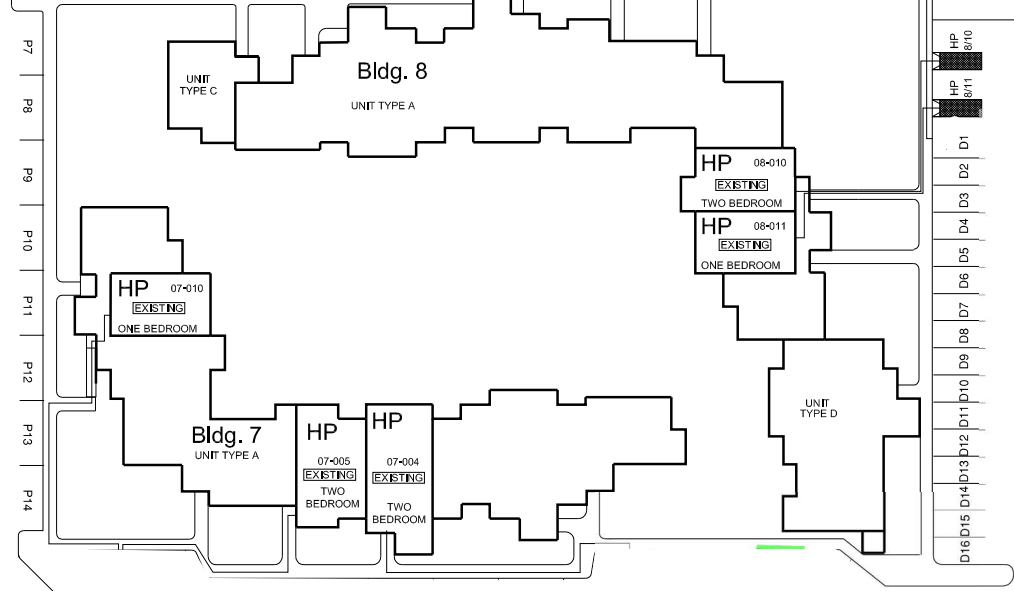 P7
P8
P9
P10
P11
P12
P13
P14
UNIT
TYPE C
Bldg. 8
UNIT TYPE A
HP
8/10
HP
8/11
HP 08-010
EXISTING
TWO BEDROOM
HP 08-011
EXISTING
ONE BEDROOM
HP 07-010
EXISTING
ONE BEDROOM
Bldg. 7
UNIT TYPE A
HP
07-005
EXISTING
TWO
BEDROOM
HP
07-004
EXISTING
TWO
BEDROOM
UNIT
TYPE D
D1
D2
D3
D4
D5
D6
D7
D8
D9
D10
D11
D12
D13
D14
D15
D16